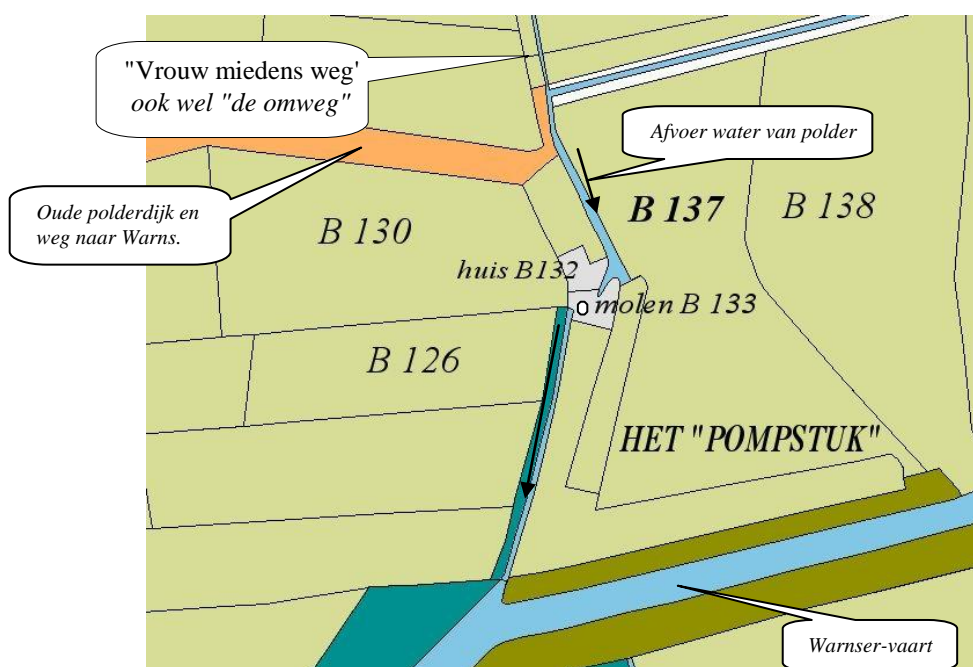 "Vrouw miedens weg'
ook wel "de omweg"
Afvoer water van polder
Oude polderdijk en
weg naar Warns.
B 130
B 137
B 138
huis B132
molen B 133
B 126
HET "POMPSTUK"
Warnser-vaart